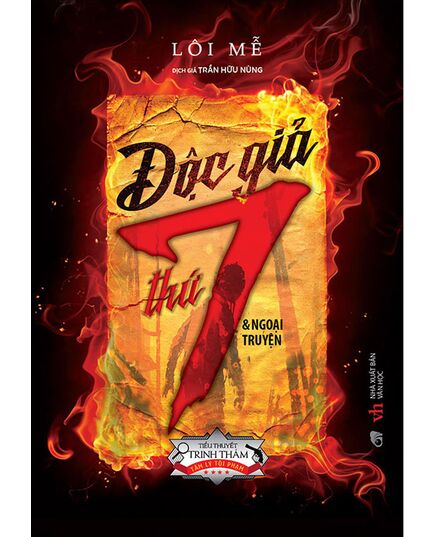 LÔI MỄ
DỊCH GIẢ TRẦN HỮU NÙNG
Độc giả
thứ 7
& NGOẠI
TRUYỆN
vh NHÀ XUẤT BẢN
VĂN HỌC
TIỂU THUYẾT
TRINH THÁM
TÂM LÝ TỘI PHẠM